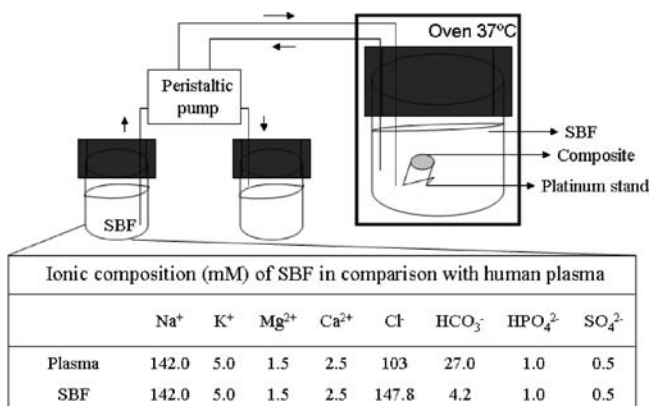 Oven 37ºC
Peristaltic
pump
SBF
Composite
Platinum stand
SBF
Ionic composition (mM) of SBF in comparison with human plasma
Na⁺ K⁺ Mg²⁺ Ca²⁺ Cl⁻ HCO₃⁻ HPO₄²⁻ SO₄²⁻
Plasma 142.0 5.0 1.5 2.5 103 27.0 1.0 0.5
SBF 142.0 5.0 1.5 2.5 147.8 4.2 1.0 0.5